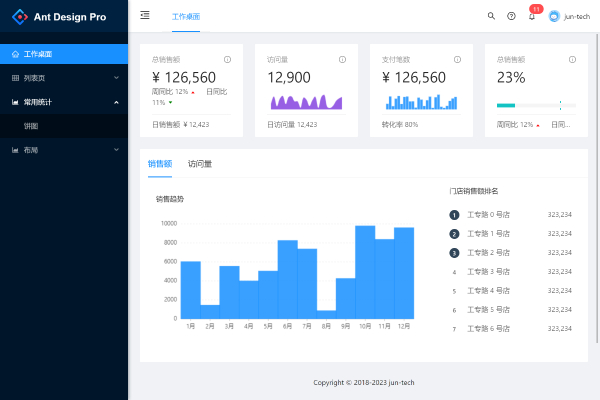 Ant Design Pro
工作桌面
列表页
常用统计
饼图
布局
工作桌面
11
jun-tech
总销售额
¥ 126,560
周同比 12% 日同比
11%
日销售额 ¥ 12,423
访问量
12,900
日访问量 12,423
支付笔数
¥ 126,560
转化率 80%
总销售额
23%
周同比 12% 日同...
销售额 访问量
销售趋势
10000
8000
6000
4000
2000
0
1月 2月 3月 4月 5月 6月 7月 8月 9月 10月 11月 12月
门店销售额排名
1 工专路 0 号店 323,234
2 工专路 1 号店 323,234
3 工专路 2 号店 323,234
4 工专路 3 号店 323,234
5 工专路 4 号店 323,234
6 工专路 5 号店 323,234
7 工专路 6 号店 323,234
Copyright © 2018-2023 jun-tech